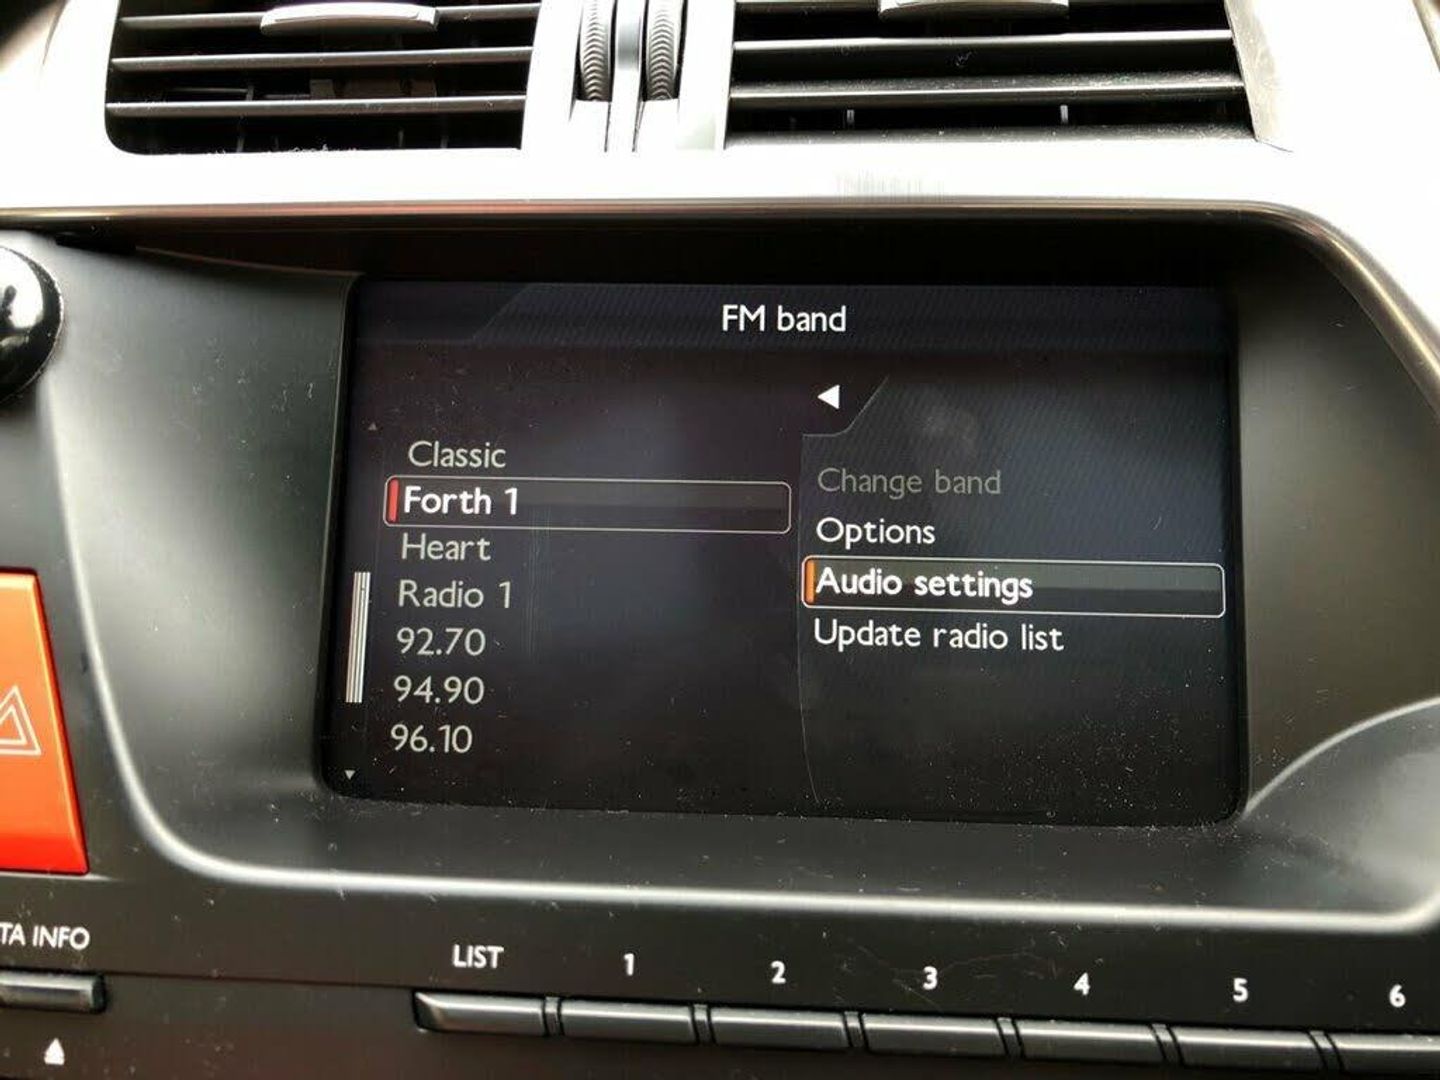 FM band
Classic
Forth 1
Heart
Radio 1
92.70
94.90
96.10
Change band
Options
Audio settings
Update radio list
TA INFO
LIST
1
2
3
4
5
6